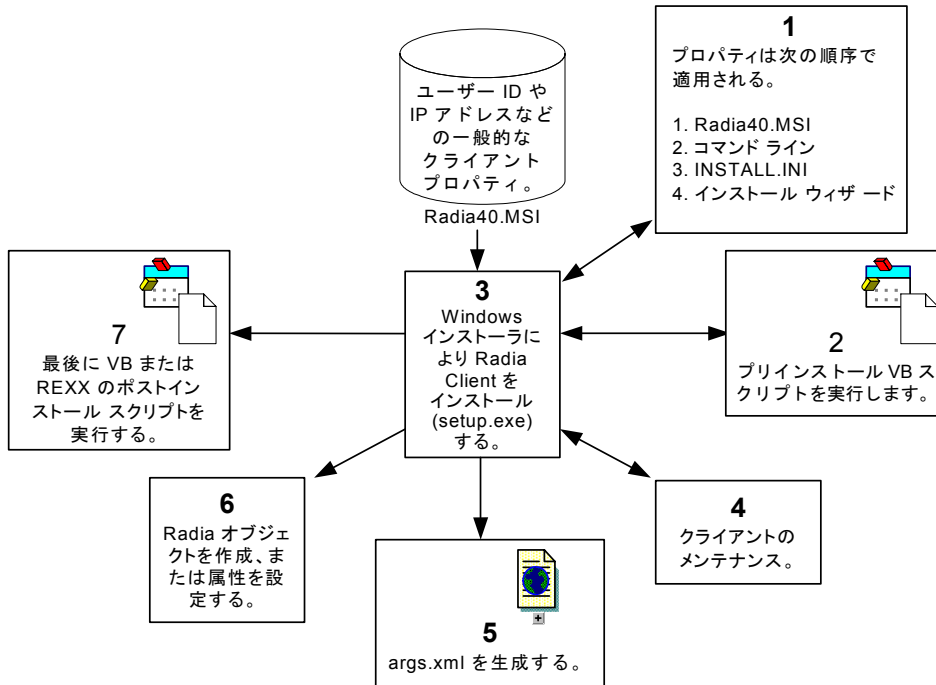 ユーザー ID や
IP アドレスなど
の一般的な
クライアント
プロパティ。
Radia40.MSI
1
プロパティは次の順序で
適用される。
1. Radia40.MSI
2. コマンド ライン
3. INSTALL.INI
4. インストール ウィザード
7
最後に VB または
REXX のポストイン
ストール スクリプトを
実行する。
3
Windows
インストーラに
より Radia
Client を
インストール
(setup.exe)
する。
2
プリインストール VB ス
クリプトを実行します。
6
Radia オブジェ
クトを作成、ま
たは属性を設
定する。
5
args.xml を生成する。
4
クライアントの
メンテナンス。